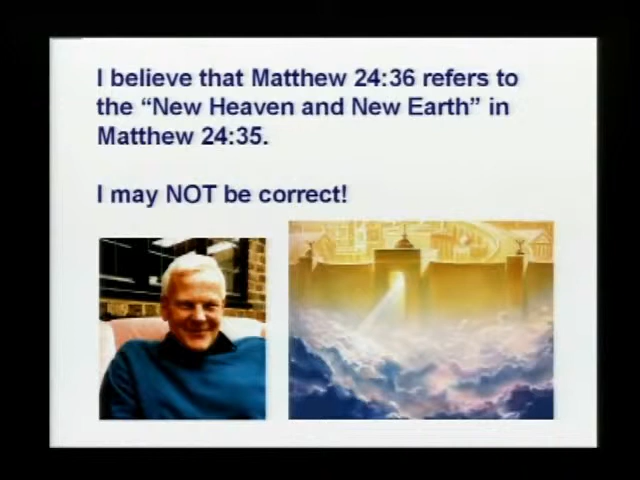 I believe that Matthew 24:36 refers to
the “New Heaven and New Earth” in
Matthew 24:35.
I may NOT be correct!